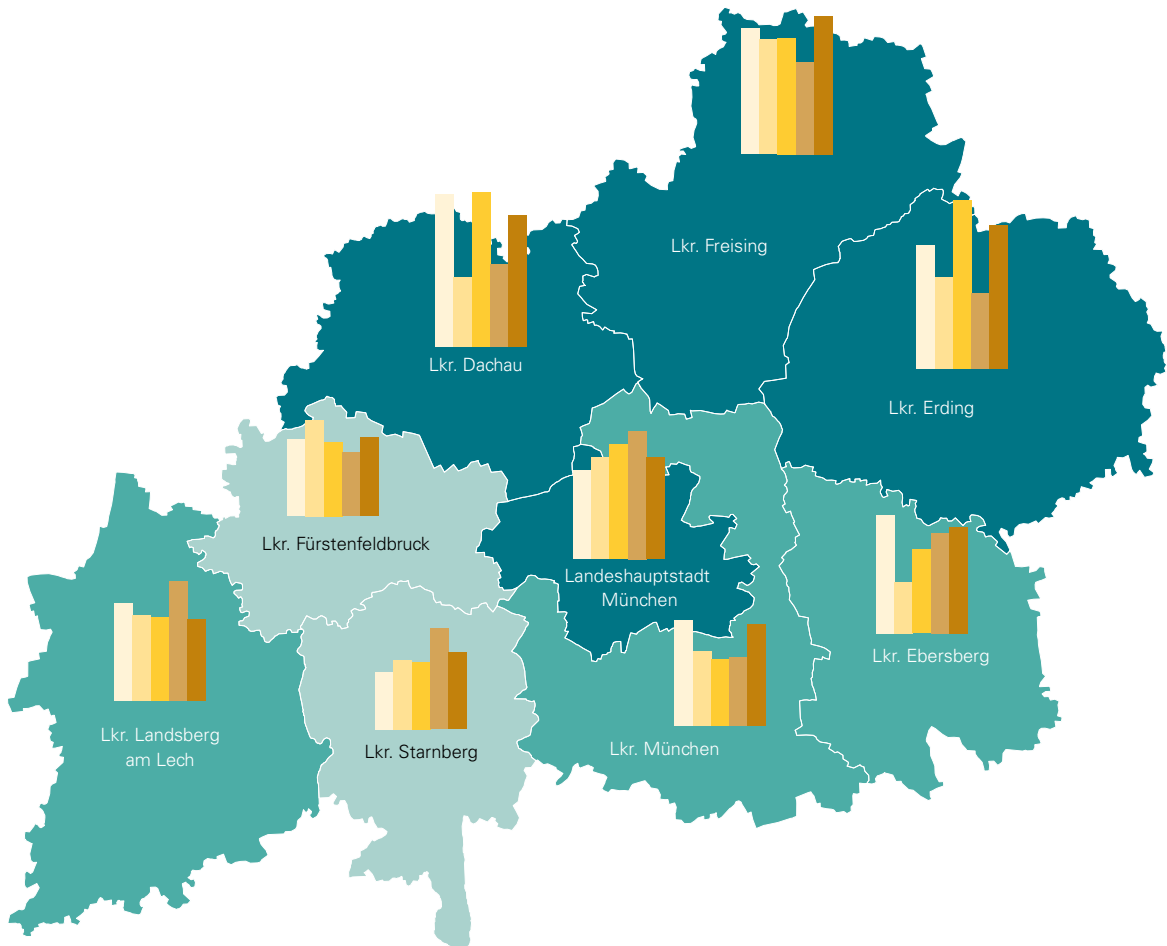 Lkr. Freising
Lkr. Dachau
Lkr. Erding
Lkr. Fürstenfeldbruck
Landeshauptstadt
München
Lkr. Ebersberg
Lkr. Landsberg
am Lech
Lkr. Starnberg
Lkr. München